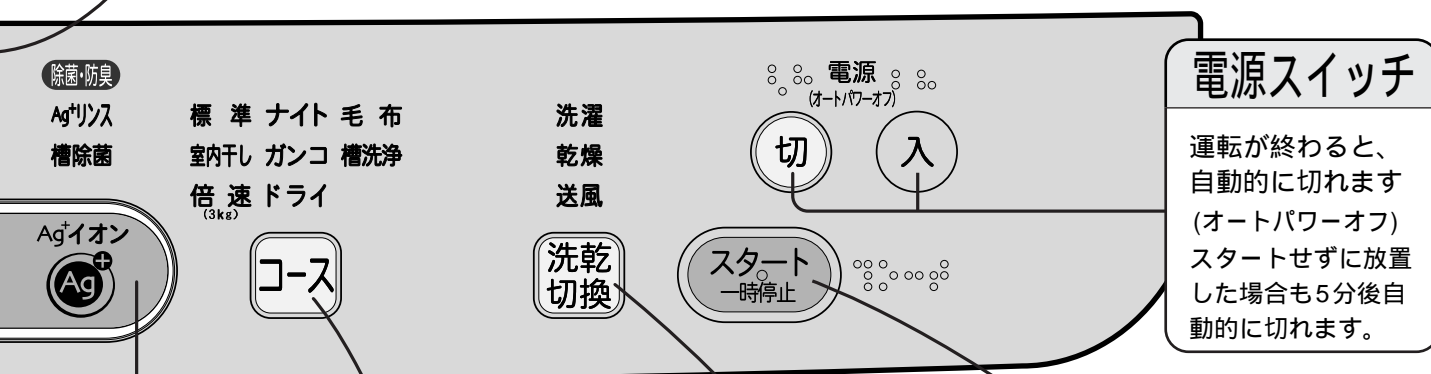 除菌・防臭
Ag⁺リンス
槽除菌
Ag⁺イオン
Ag+
標準 ナイト 毛布
室内干し ガンコ 槽洗浄
倍速 ドライ
(3kg)
コース
洗濯
乾燥
送風
洗乾
切換
電源
(オートパワーオフ)
切 入
スタート
一時停止
電源スイッチ
運転が終わると、
自動的に切れます
(オートパワーオフ)
スタートせずに放置
した場合も5分後自
動的に切れます。